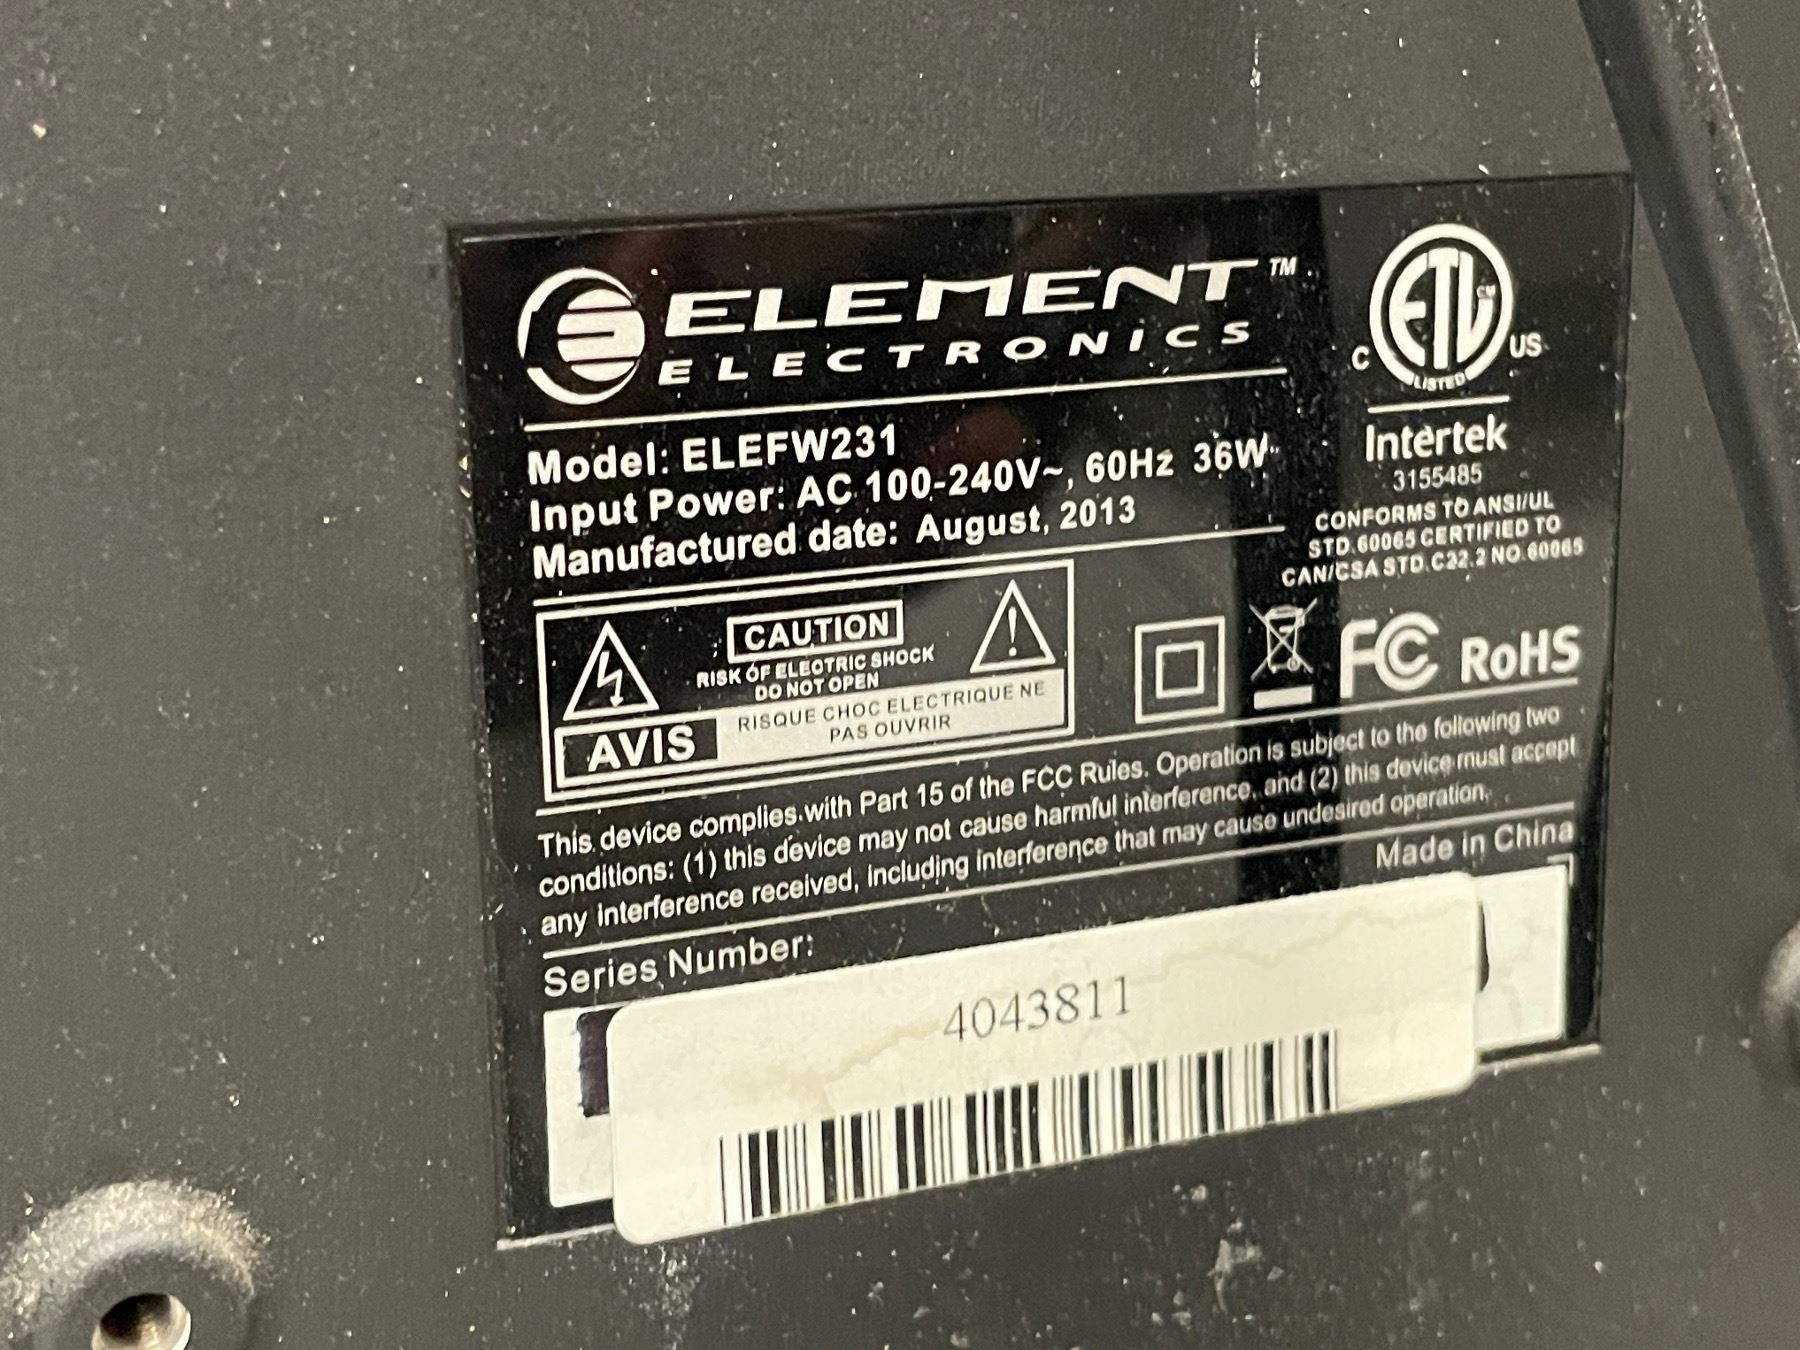 ELEMENT™
ELECTRONICS
Model: ELEFW231
Input Power: AC 100-240V~, 60Hz 36W
Manufactured date: August, 2013
C ETL CM US
LISTED
Intertek
3155485
CONFORMS TO ANSI/UL
STD.60065 CERTIFIED TO
CAN/CSA STD.C22.2 NO.60065
CAUTION
RISK OF ELECTRIC SHOCK
DO NOT OPEN
AVIS
RISQUE CHOC ELECTRIQUE NE
PAS OUVRIR
FC RoHS
This device complies with Part 15 of the FCC Rules. Operation is subject to the following two
conditions: (1) this device may not cause harmful interference, and (2) this device must accept
any interference received, including interference that may cause undesired operation.
Made in China
Series Number:
4043811